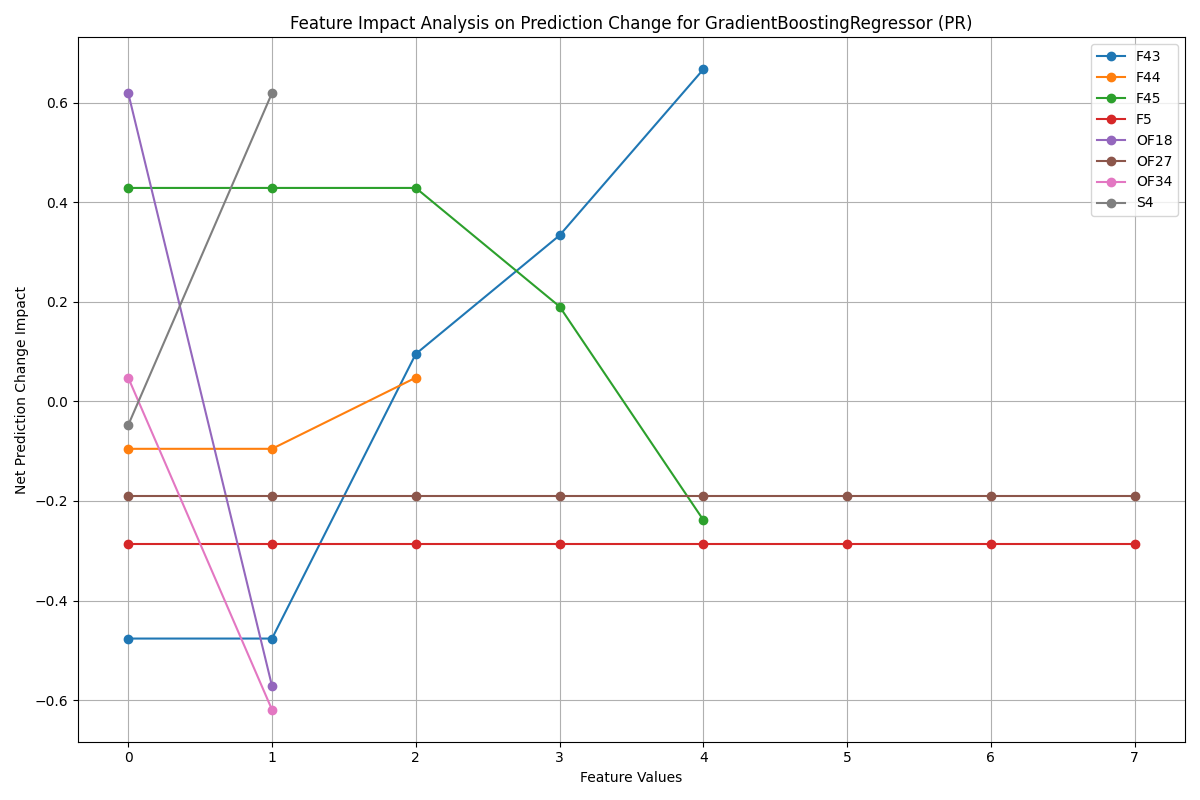 Feature Impact Analysis on Prediction Change for GradientBoostingRegressor (PR)
F43
F44
F45
F5
OF18
OF27
OF34
S4
Net Prediction Change Impact
0.6
0.4
0.2
0.0
−0.2
−0.4
−0.6
0 1 2 3 4 5 6 7
Feature Values